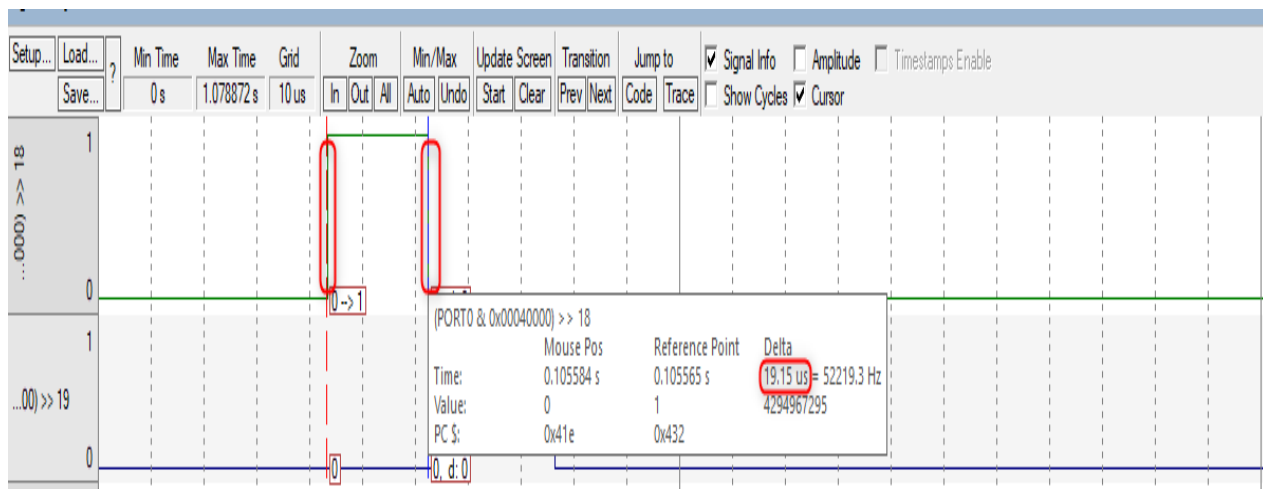 Setup... Load... Min Time Max Time Grid Zoom Min/Max Update Screen Transition Jump to Signal Info Amplitude Timestamps Enable
Save... ? 0 s 1.078872 s 10 us In Out All Auto Undo Start Clear Prev Next Code Trace Show Cycles Cursor
1
...000) >> 18
0
0 --> 1
(PORT0 & 0x00040000) >> 18
Mouse Pos Reference Point Delta
Time: 0.105584 s 0.105565 s 19.15 us = 52219.3 Hz
Value: 0 1 4294967295
PC $: 0x41e 0x432
1
...00) >> 19
0
0
0, d: 0